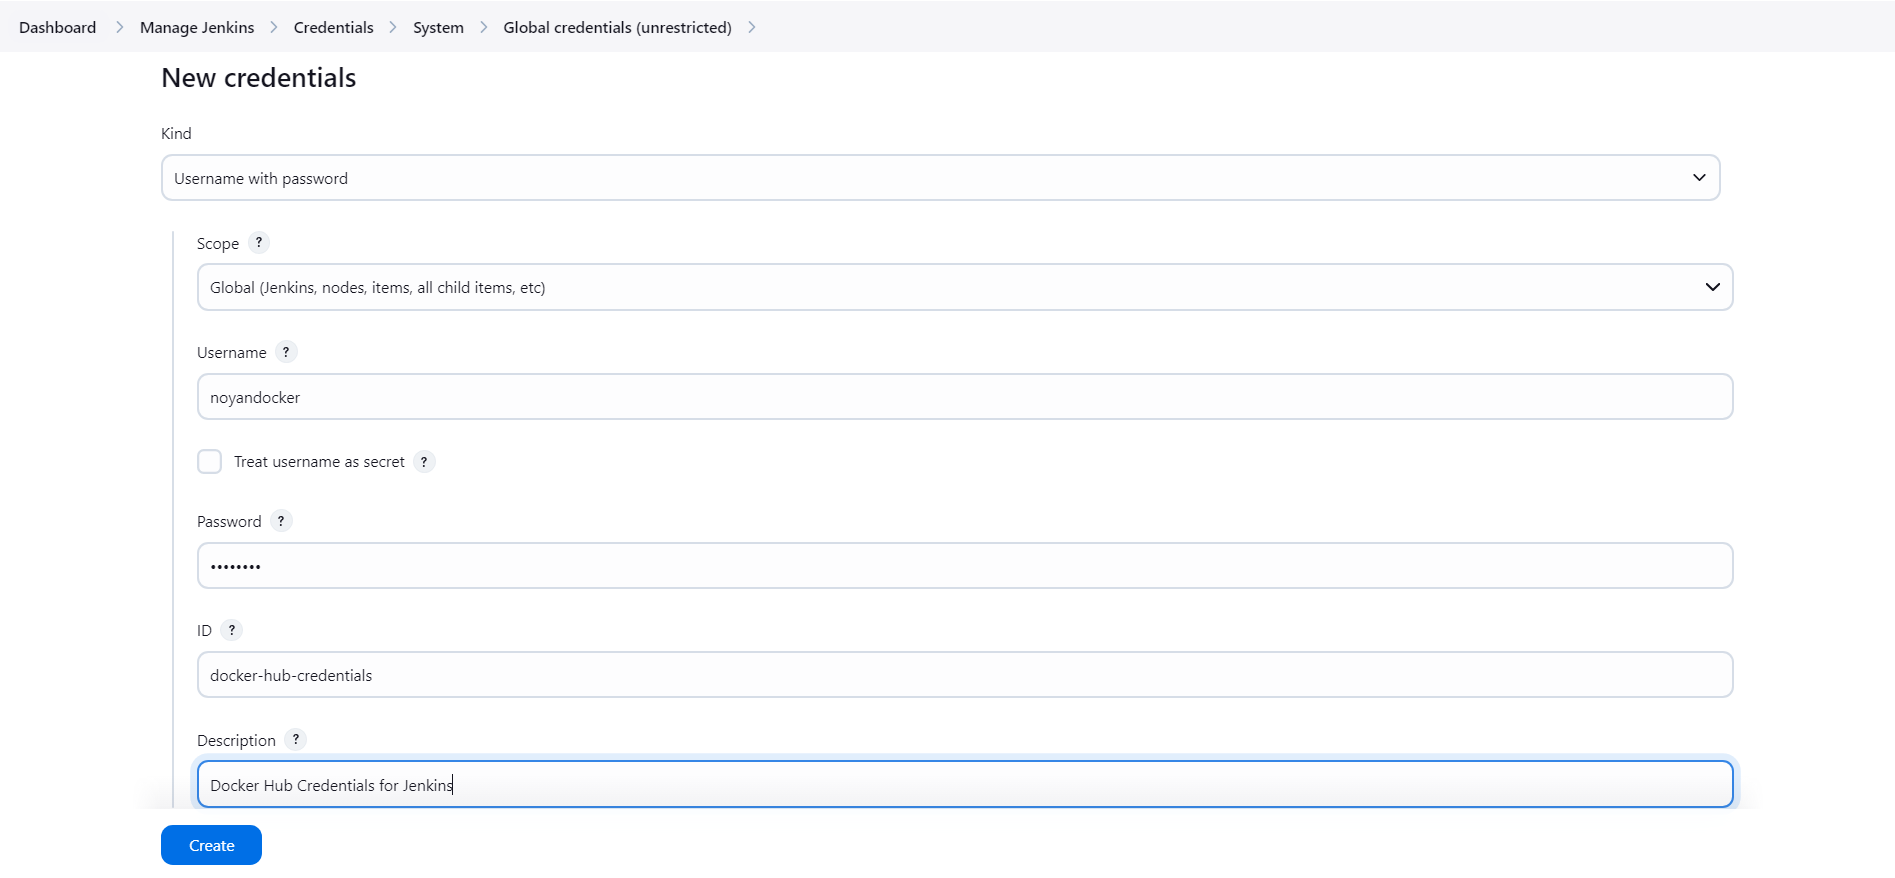 Dashboard > Manage Jenkins > Credentials > System > Global credentials (unrestricted) >
New credentials
Kind
Username with password
Scope ?
Global (Jenkins, nodes, items, all child items, etc)
Username ?
noyandocker
Treat username as secret ?
Password ?
••••••••
ID ?
docker-hub-credentials
Description ?
Docker Hub Credentials for Jenkins
Create